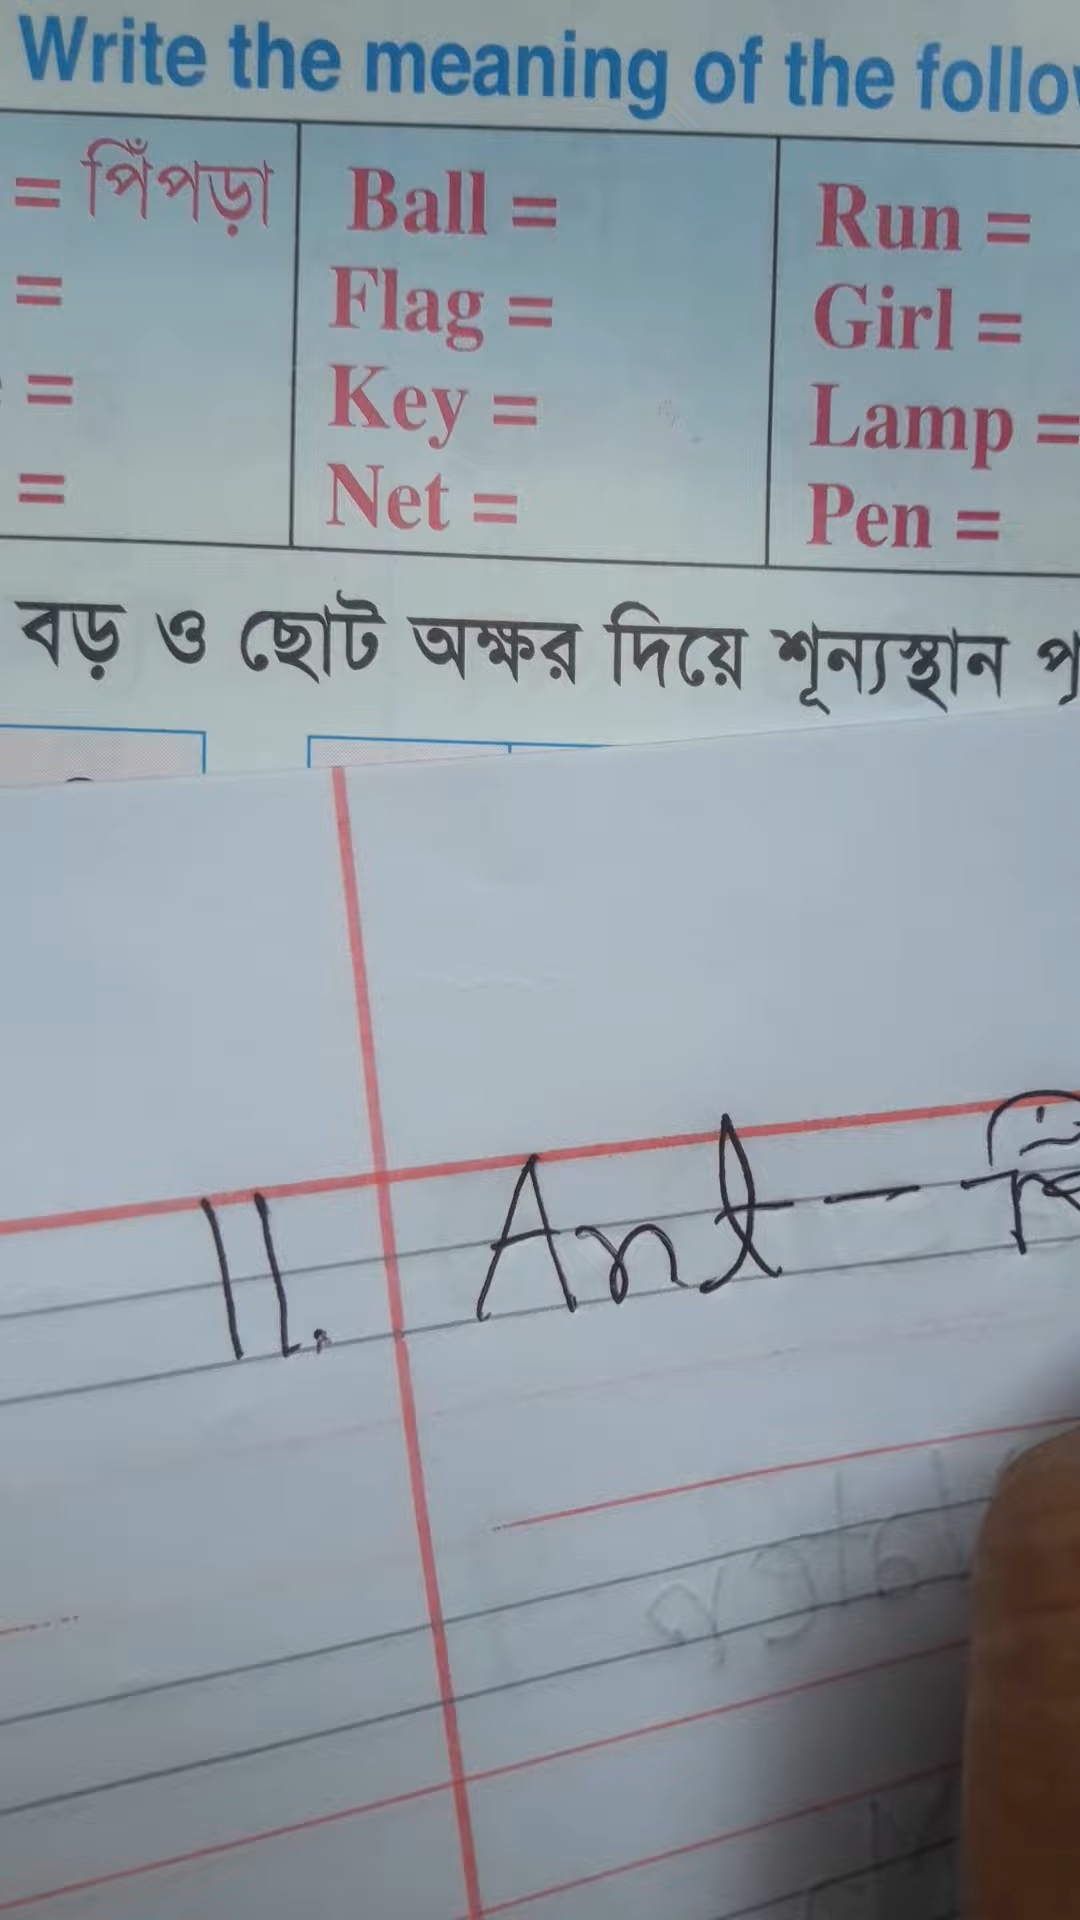 Write the meaning of the
= পিঁপড়া Ball = Run =
= Flag = Girl =
= Key = Lamp =
= Net = Pen =
বড় ও ছোট অক্ষর দিয়ে শূন্যস্থান
11. Ant –